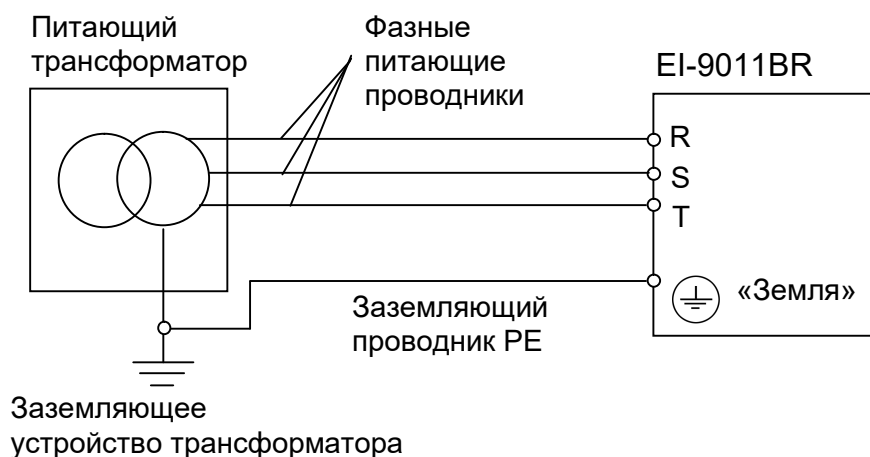 Питающий
трансформатор
Фазные
питающие
проводники
EI-9011BR
R
S
T
«Земля»
Заземляющий
проводник PE
Заземляющее
устройство трансформатора